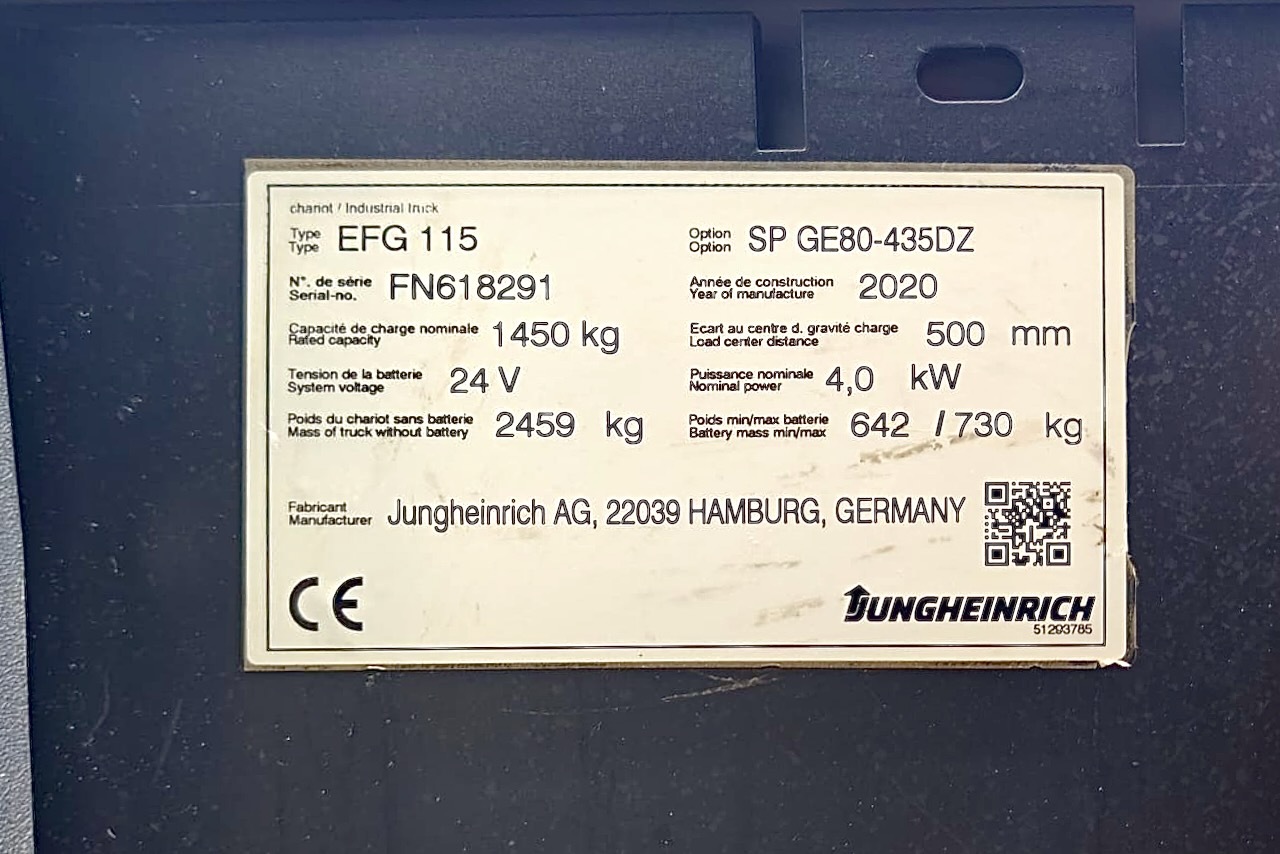 chariot / Industrial truck
Type
Type EFG 115
Option
Option SP GE80-435DZ
N°. de série
Serial-no. FN618291
Année de construction
Year of manufacture 2020
Capacité de charge nominale
Rated capacity 1450 kg
Ecart au centre d. gravité charge
Load center distance 500 mm
Tension de la batterie
System voltage 24 V
Puissance nominale
Nominal power 4,0 kW
Poids du chariot sans batterie
Mass of truck without battery 2459 kg
Poids min/max batterie
Battery mass min/max 642 / 730 kg
Fabricant
Manufacturer Jungheinrich AG, 22039 HAMBURG, GERMANY
CE
JUNGHEINRICH
51293785